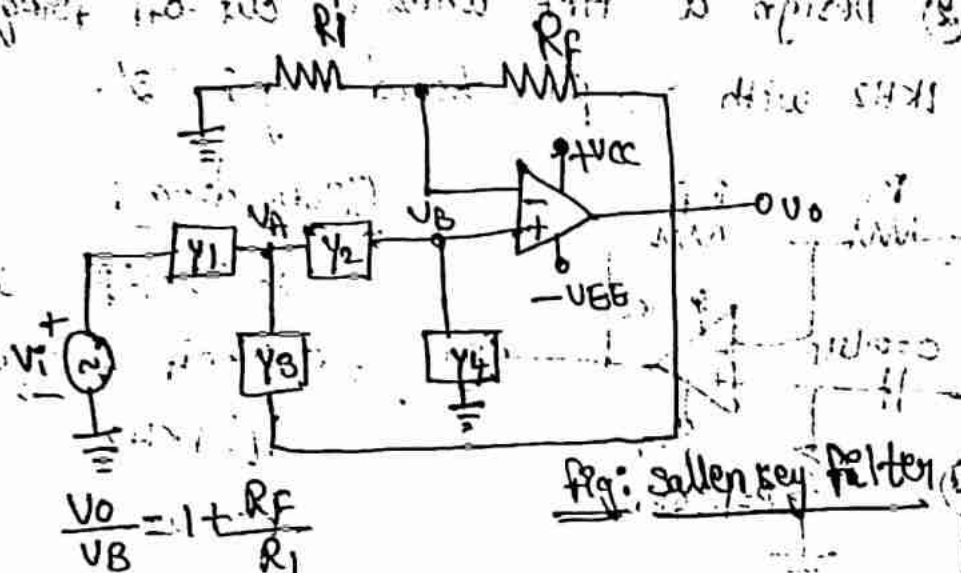 R1 RF
+VCC
VA VB
- 
+
Vo
Y1 Y2
-VEE
+
Vi
-
Y3 Y4
fig: sallen key filter
Vo/VB = 1 + RF/R1